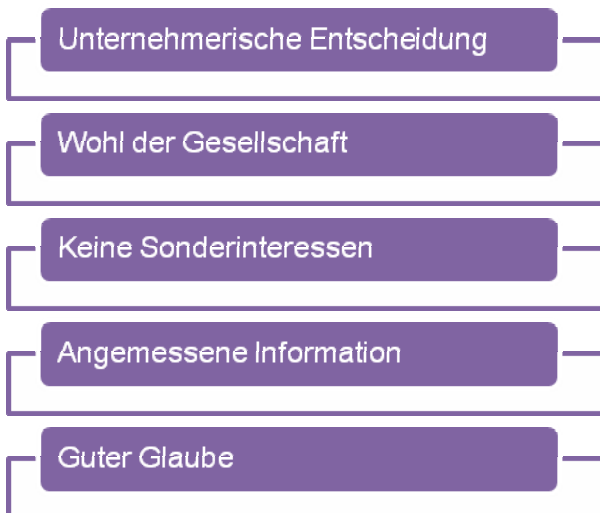 Unternehmerische Entscheidung
Wohl der Gesellschaft
Keine Sonderinteressen
Angemessene Information
Guter Glaube